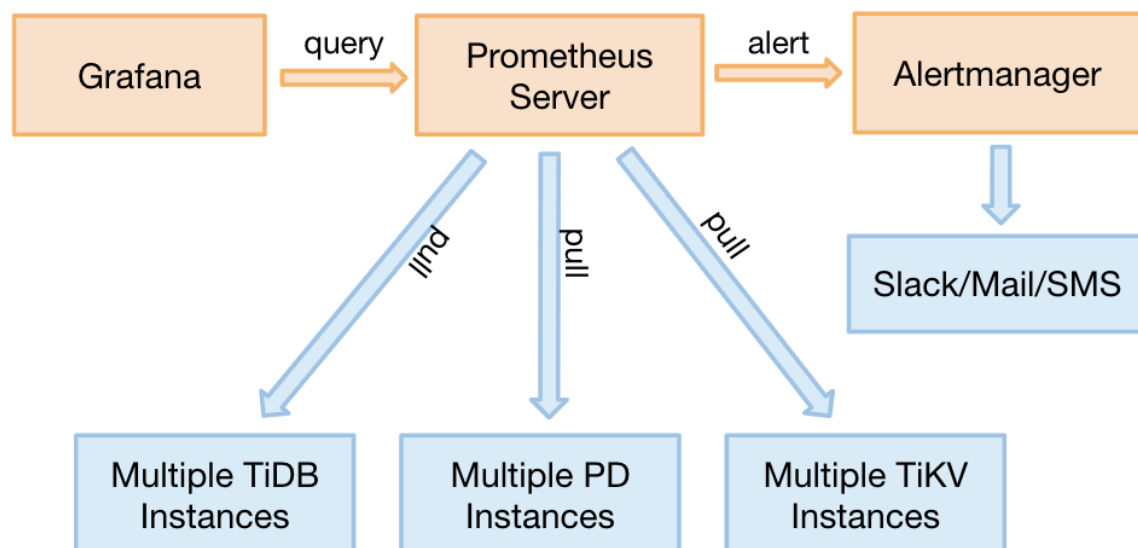 Grafana
query
Prometheus
Server
alert
Alertmanager
pull
pull
pull
Slack/Mail/SMS
Multiple TiDB
Instances
Multiple PD
Instances
Multiple TiKV
Instances